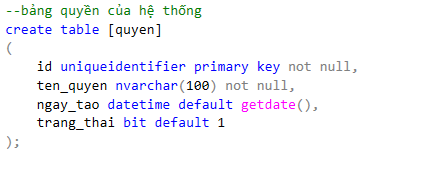 --bảng quyền của hệ thống
create table [quyen]
(
    id uniqueidentifier primary key not null,
    ten_quyen nvarchar(100) not null,
    ngay_tao datetime default getdate(),
    trang_thai bit default 1
);